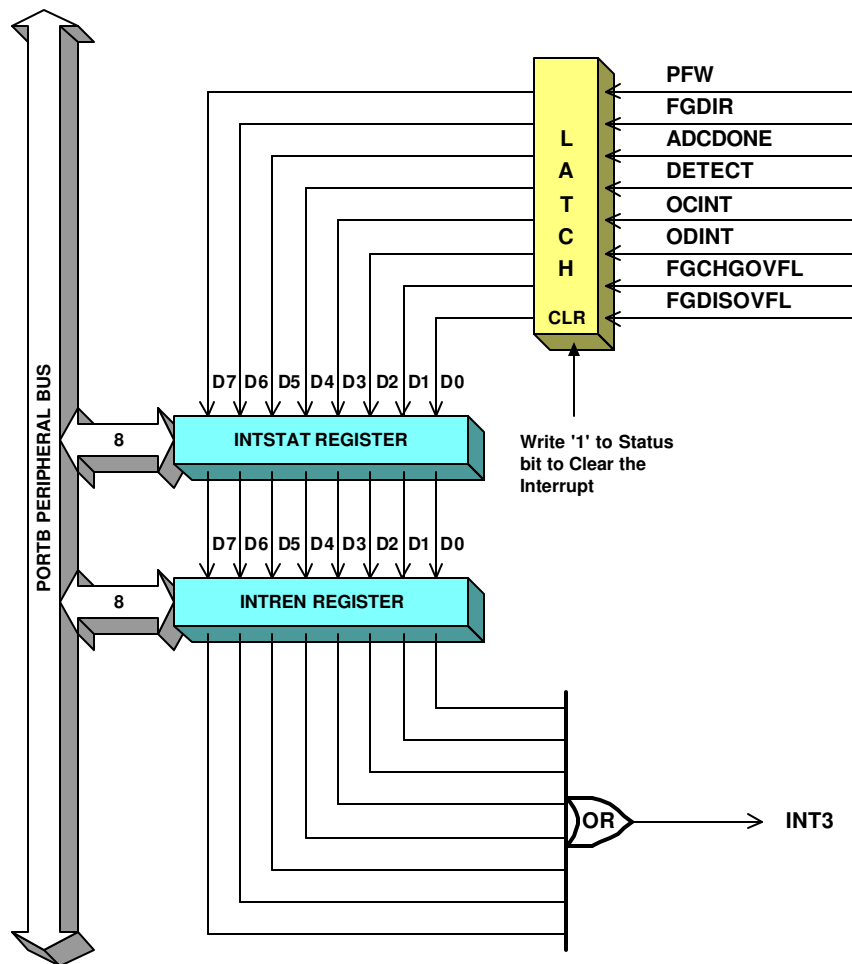 PFW
FGDIR
ADCDONE
DETECT
OCINT
ODINT
FGCHGOVFL
FGDISOVFL
L
A
T
C
H
CLR
D7 D6 D5 D4 D3 D2 D1 D0
8
INTSTAT REGISTER
Write '1' to Status
bit to Clear the
Interrupt
PORTB PERIPHERAL BUS
D7 D6 D5 D4 D3 D2 D1 D0
8
INTREN REGISTER
OR
INT3